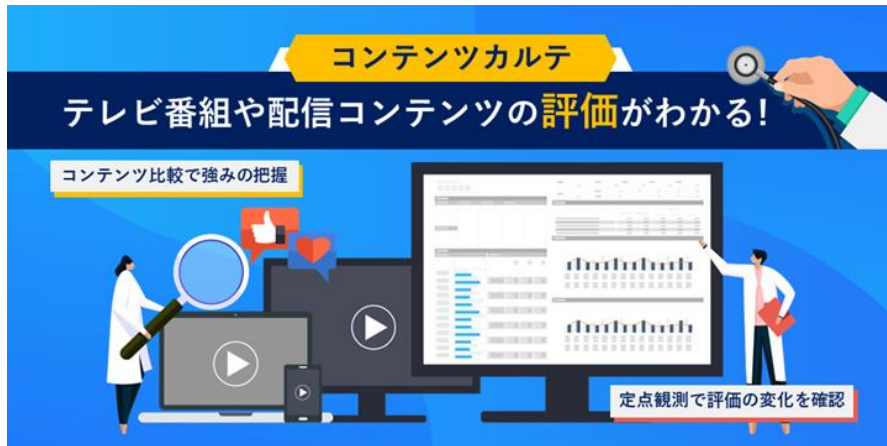 コンテンツカルテ
テレビ番組や配信コンテンツの評価がわかる!
コンテンツ比較で強みの把握
定点観測で評価の変化を確認